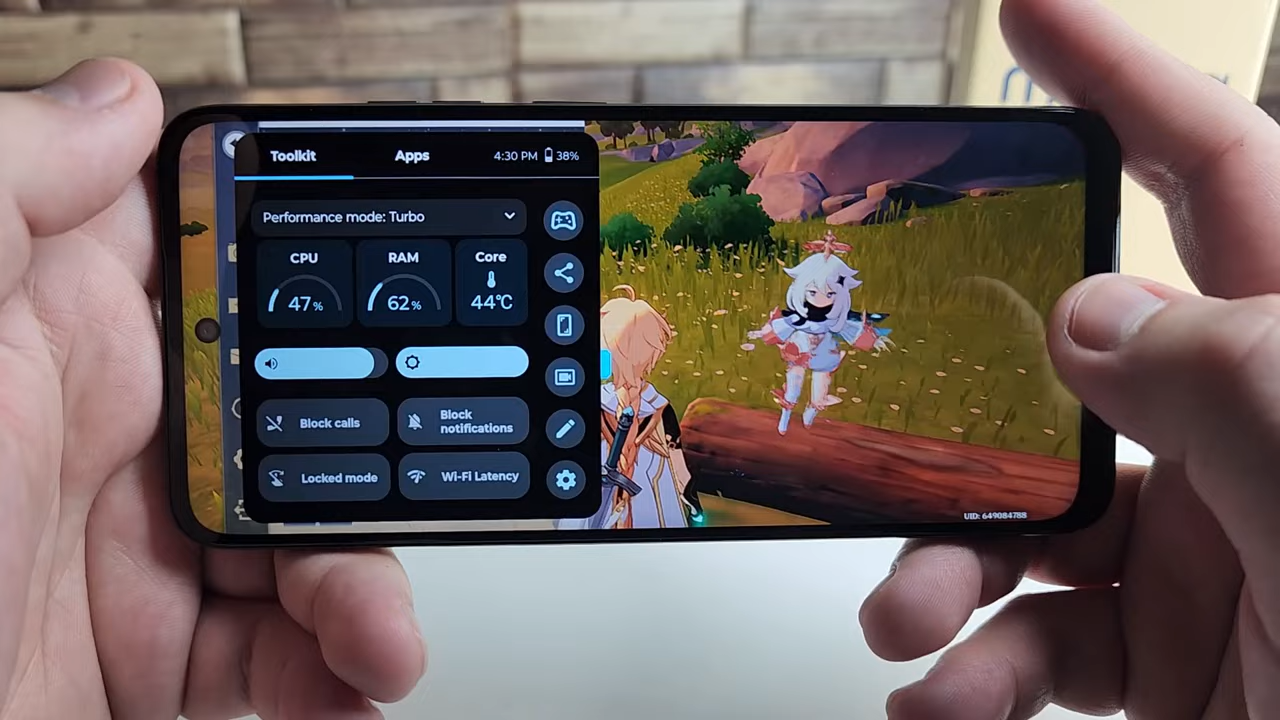 Toolkit
Apps
4:30 PM 38%
Performance mode: Turbo
CPU
RAM
Core
47%
62%
44°C
Block calls
Block
notifications
Locked mode
Wi-Fi Latency
UID: 649084788